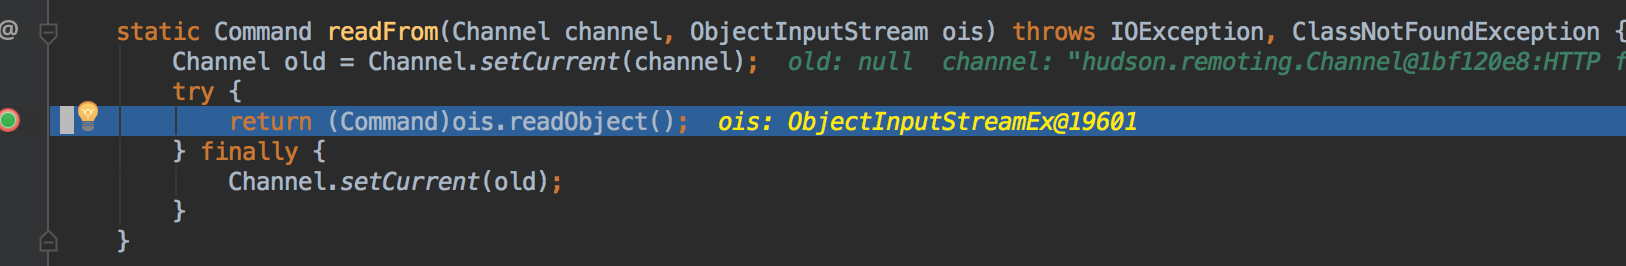 @ static Command readFrom(Channel channel, ObjectInputStream ois) throws IOException, ClassNotFoundException {
Channel old = Channel.setCurrent(channel); old: null channel: "hudson.remoting.Channel@1bf120e8:HTTP f
try {
return (Command)ois.readObject(); ois: ObjectInputStreamEx@19601
} finally {
Channel.setCurrent(old);
}
}